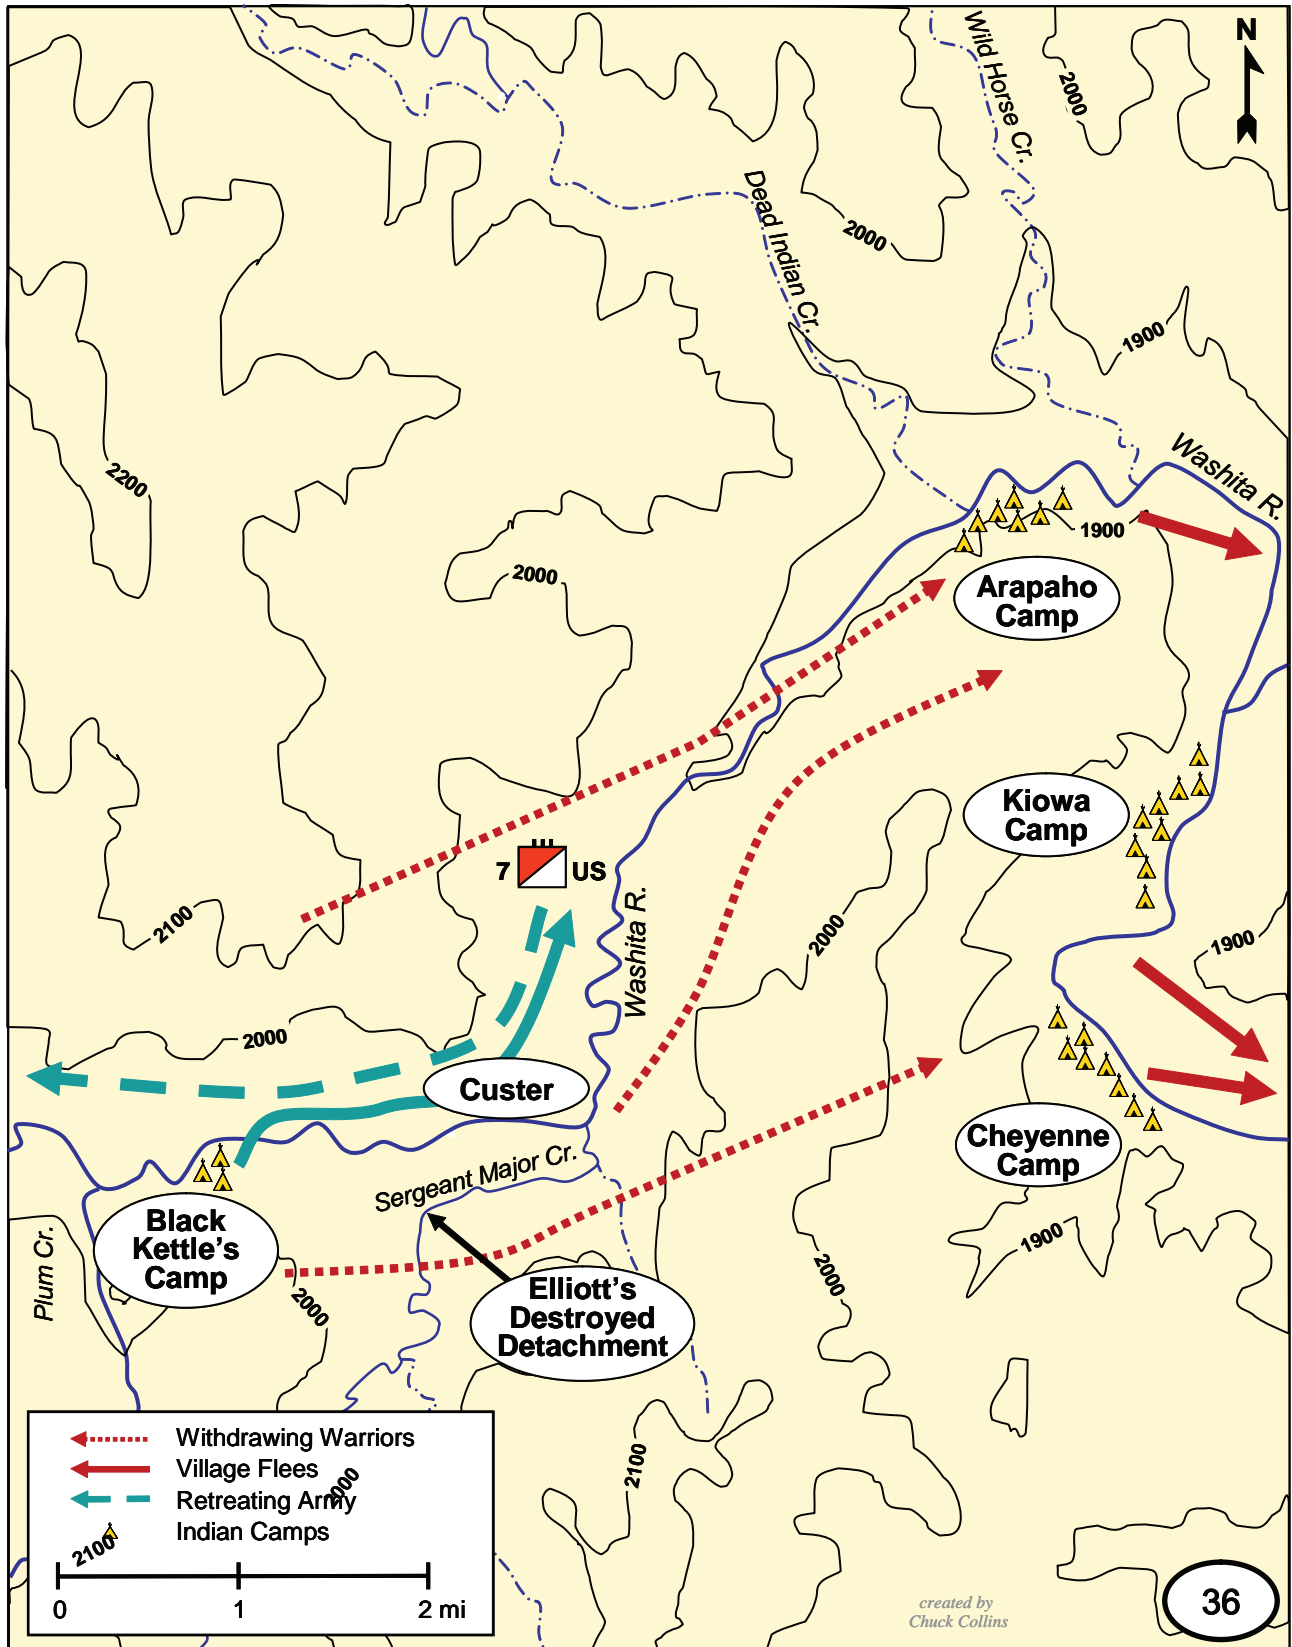 N
Wild Horse Cr.
2000
Dead Indian Cr.
2000
1900
Washita R.
2200
1900
2000
Arapaho
Camp
Kiowa
Camp
7
US
Washita R.
2100
2000
1900
2000
Custer
Cheyenne
Camp
Sergeant Major Cr.
Black
Kettle's
Camp
Plum Cr.
1900
2000
2000
Elliott's
Destroyed
Detachment
2100
Withdrawing Warriors
Village Flees
Retreating Army
2000
Indian Camps
2100
0 1 2 mi
created by
Chuck Collins
36